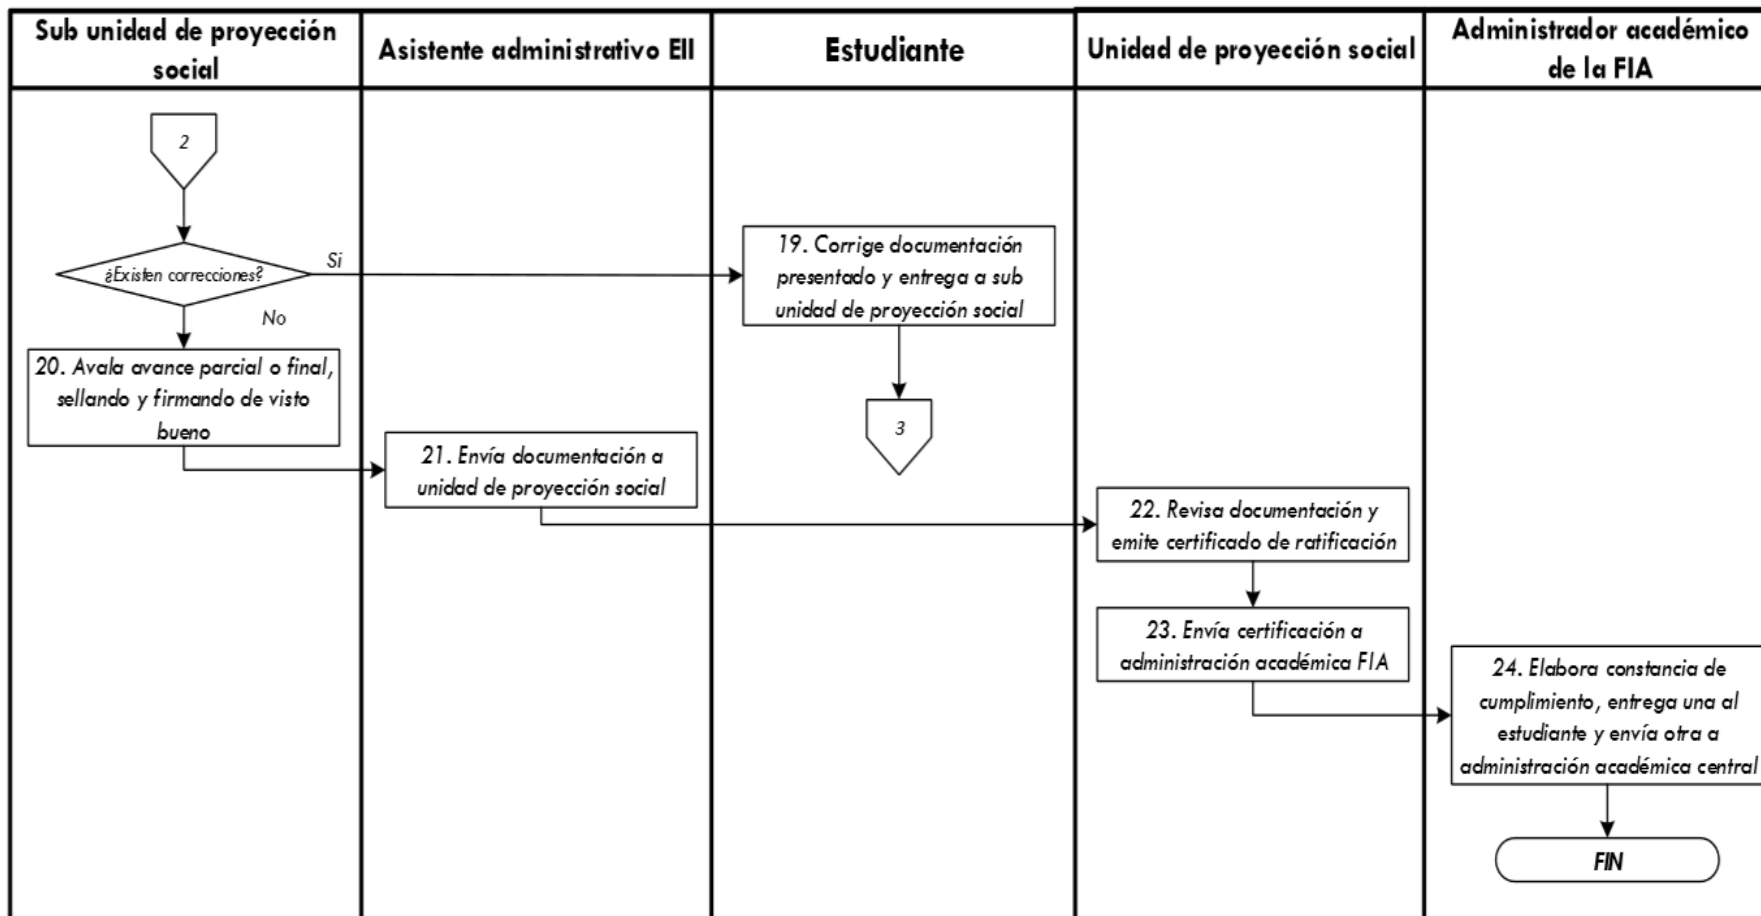 Sub unidad de proyección
social
Asistente administrativo EII
Estudiante
Unidad de proyección social
Administrador académico
de la FIA
2
¿Existen correcciones?
Si
No
19. Corrige documentación
presentado y entrega a sub
unidad de proyección social
20. Avala avance parcial o final,
sellando y firmando de visto
bueno
3
21. Envía documentación a
unidad de proyección social
22. Revisa documentación y
emite certificado de ratificación
23. Envía certificación a
administración académica FIA
24. Elabora constancia de
cumplimiento, entrega una al
estudiante y envía otra a
administración académica central
FIN